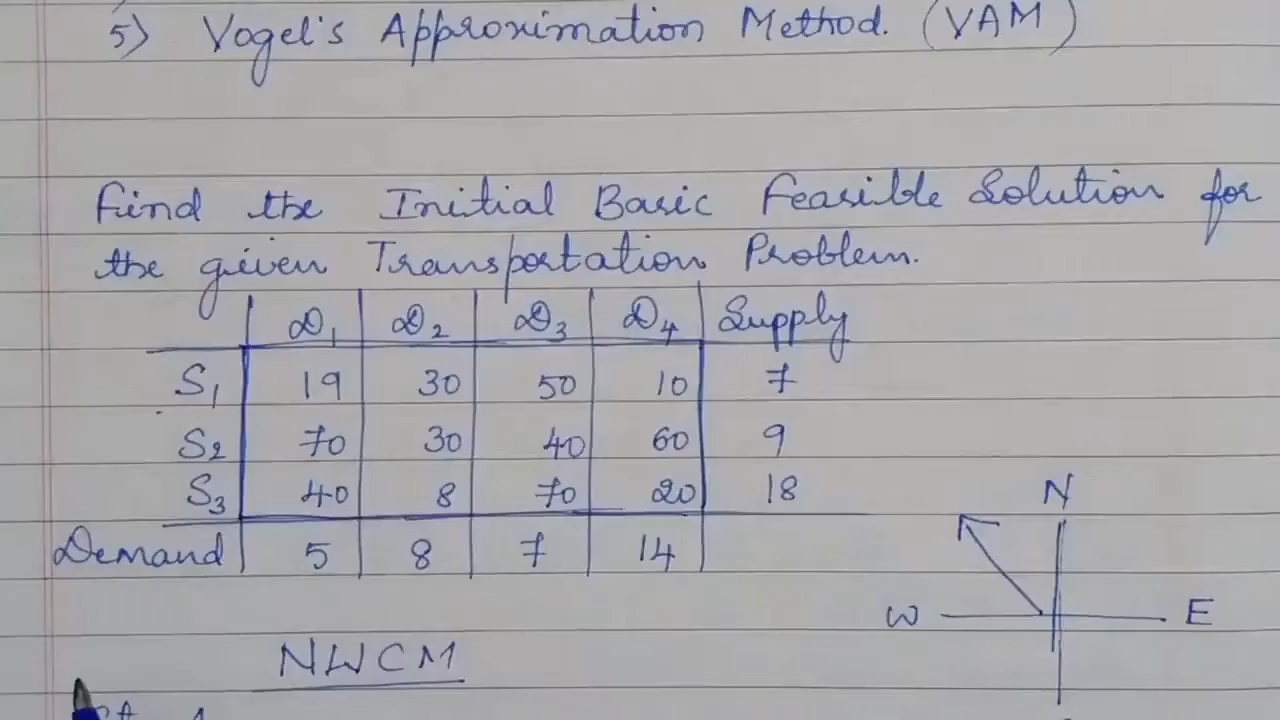 5) Vogel's Approximation Method. (VAM)
Find the Initial Basic Feasible Solution for
the given Transportation Problem.
D1 D2 D3 D4 Supply
S1 19 30 50 10 7
S2 70 30 40 60 9
S3 40 8 70 20 18
Demand 5 8 7 14
N
W E
NWCM